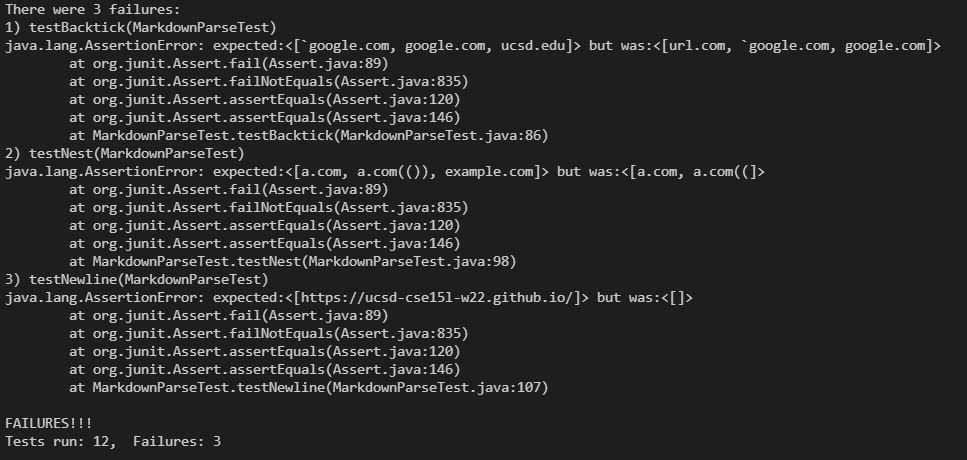 There were 3 failures:
1) testBacktick(MarkdownParseTest)
java.lang.AssertionError: expected:<[`google.com, google.com, ucsd.edu]> but was:<[url.com, `google.com, google.com]>
        at org.junit.Assert.fail(Assert.java:89)
        at org.junit.Assert.failNotEquals(Assert.java:835)
        at org.junit.Assert.assertEquals(Assert.java:120)
        at org.junit.Assert.assertEquals(Assert.java:146)
        at MarkdownParseTest.testBacktick(MarkdownParseTest.java:86)
2) testNest(MarkdownParseTest)
java.lang.AssertionError: expected:<[a.com, a.com(()), example.com]> but was:<[a.com, a.com((]>
        at org.junit.Assert.fail(Assert.java:89)
        at org.junit.Assert.failNotEquals(Assert.java:835)
        at org.junit.Assert.assertEquals(Assert.java:120)
        at org.junit.Assert.assertEquals(Assert.java:146)
        at MarkdownParseTest.testNest(MarkdownParseTest.java:98)
3) testNewline(MarkdownParseTest)
java.lang.AssertionError: expected:<[https://ucsd-cse15l-w22.github.io/]> but was:<[]>
        at org.junit.Assert.fail(Assert.java:89)
        at org.junit.Assert.failNotEquals(Assert.java:835)
        at org.junit.Assert.assertEquals(Assert.java:120)
        at org.junit.Assert.assertEquals(Assert.java:146)
        at MarkdownParseTest.testNewline(MarkdownParseTest.java:107)

FAILURES!!!
Tests run: 12,  Failures: 3